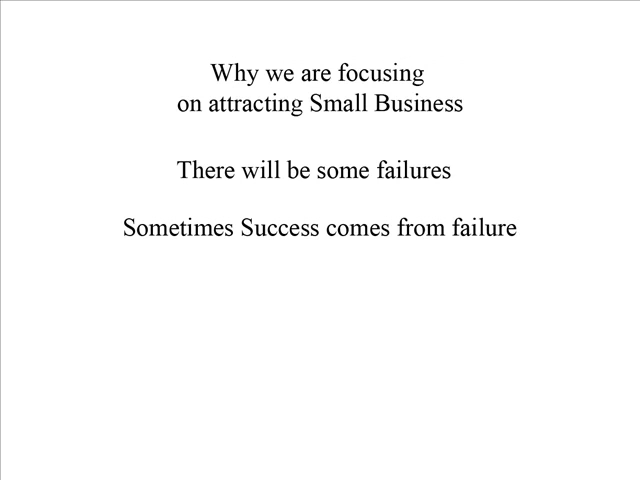 Why we are focusing
on attracting Small Business
There will be some failures
Sometimes Success comes from failure